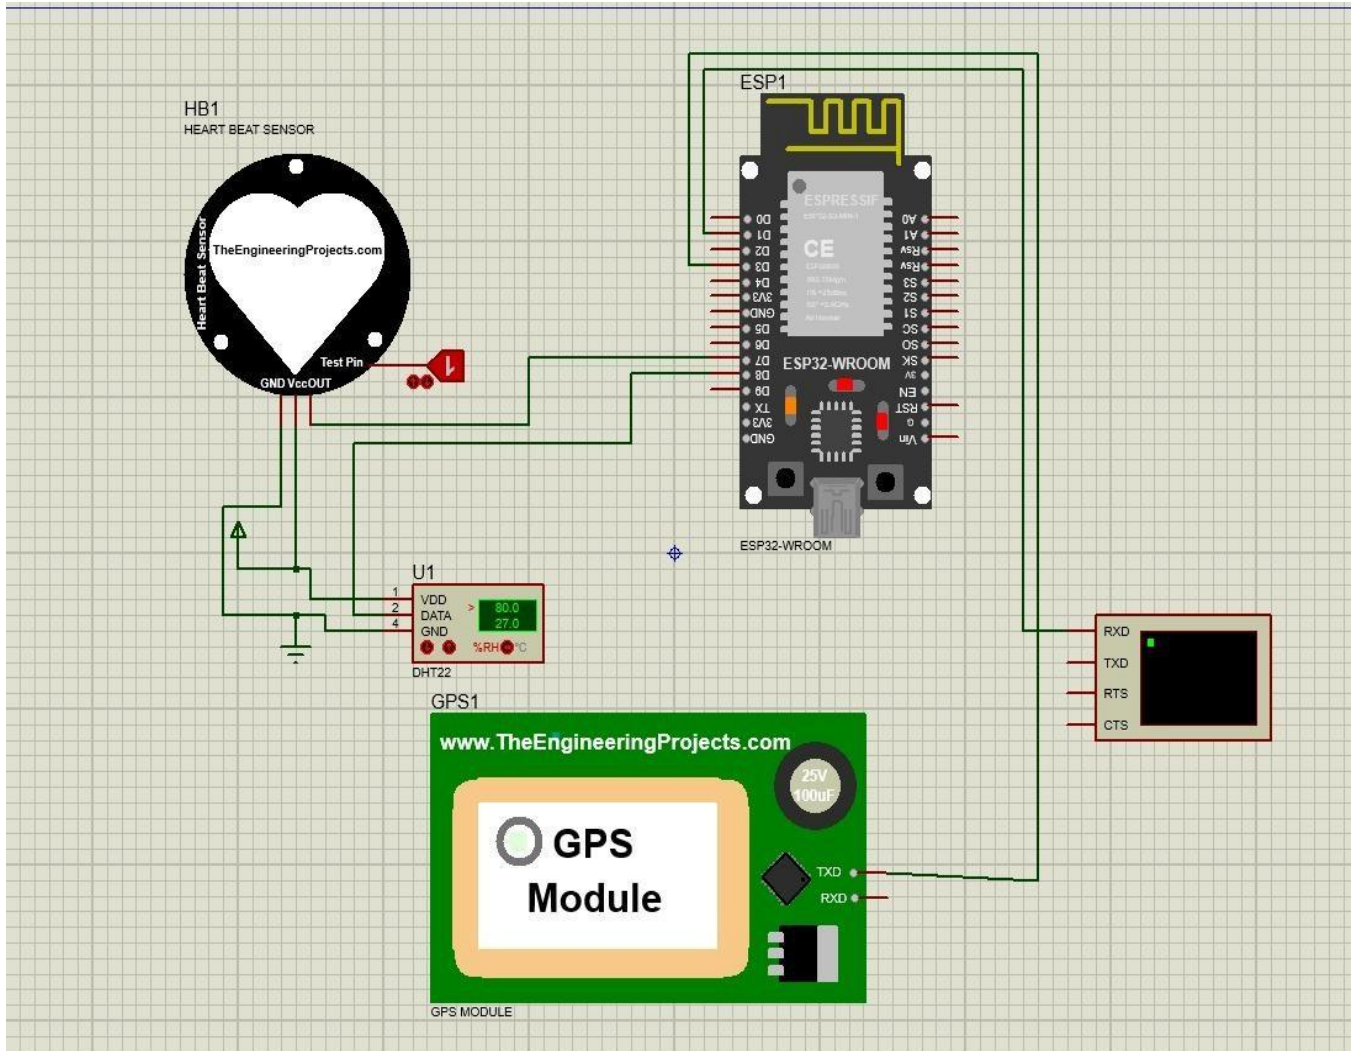 HB1
HEART BEAT SENSOR
Heart Beat Sensor
TheEngineeringProjects.com
Test Pin
GND Vcc OUT
1
ESP1
ESPRESSIF
CE
ESP32-WROOM
D0
D1
D2
D3
D4
3V3
GND
D5
D6
D7
D8
D9
TX
3V3
GND
A0
A1
Rsv
Rsv
S3
S2
S1
SC
SO
SK
3V
EN
RST
G
Vin
ESP32-WROOM
U1
1
2
4
VDD
DATA
GND
>
80.0
27.0
%RH
°C
DHT22
RXD
TXD
RTS
CTS
GPS1
www.TheEngineeringProjects.com
25V
100uF
GPS
Module
TXD
RXD
GPS MODULE